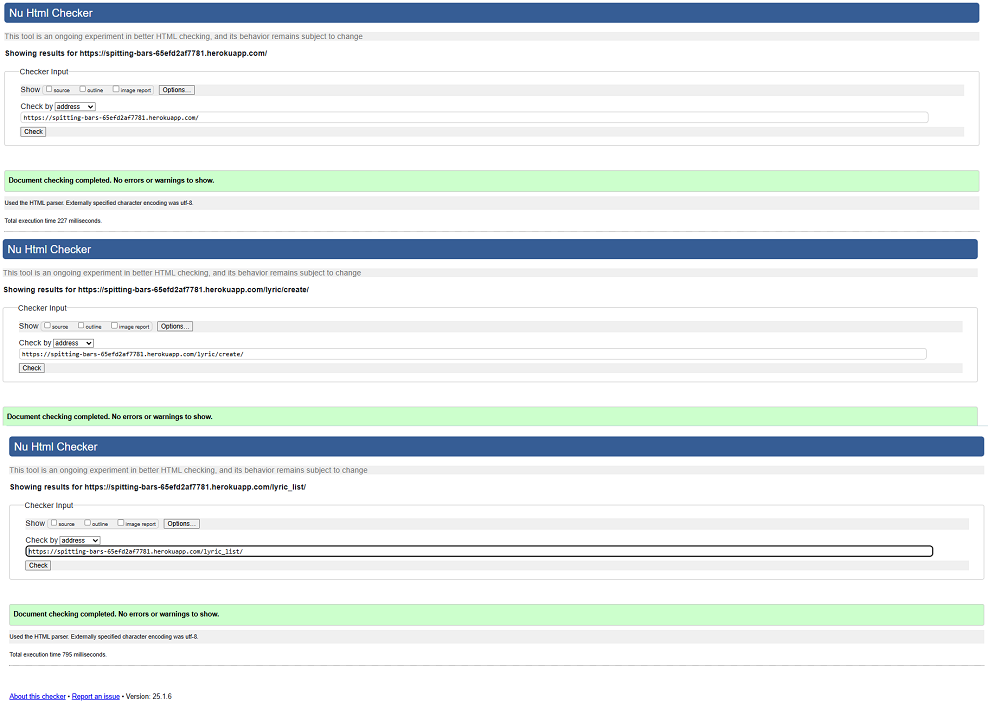 Nu Html Checker
This tool is an ongoing experiment in better HTML checking, and its behavior remains subject to change
Showing results for https://spitting-bars-65efd2af7781.herokuapp.com/
Checker Input
Show source outline image report Options...
Check by address
https://spitting-bars-65efd2af7781.herokuapp.com/
Check
Document checking completed. No errors or warnings to show.
Used the HTML parser. Externally specified character encoding was utf-8.
Total execution time 227 milliseconds.
Nu Html Checker
This tool is an ongoing experiment in better HTML checking, and its behavior remains subject to change
Showing results for https://spitting-bars-65efd2af7781.herokuapp.com/lyric/create/
Checker Input
Show source outline image report Options...
Check by address
https://spitting-bars-65efd2af7781.herokuapp.com/lyric/create/
Check
Document checking completed. No errors or warnings to show.
Nu Html Checker
This tool is an ongoing experiment in better HTML checking, and its behavior remains subject to change
Showing results for https://spitting-bars-65efd2af7781.herokuapp.com/lyric_list/
Checker Input
Show source outline image report Options...
Check by address
https://spitting-bars-65efd2af7781.herokuapp.com/lyric_list/
Check
Document checking completed. No errors or warnings to show.
Used the HTML parser. Externally specified character encoding was utf-8.
Total execution time 795 milliseconds.
About this checker • Report an issue • Version: 25.1.6